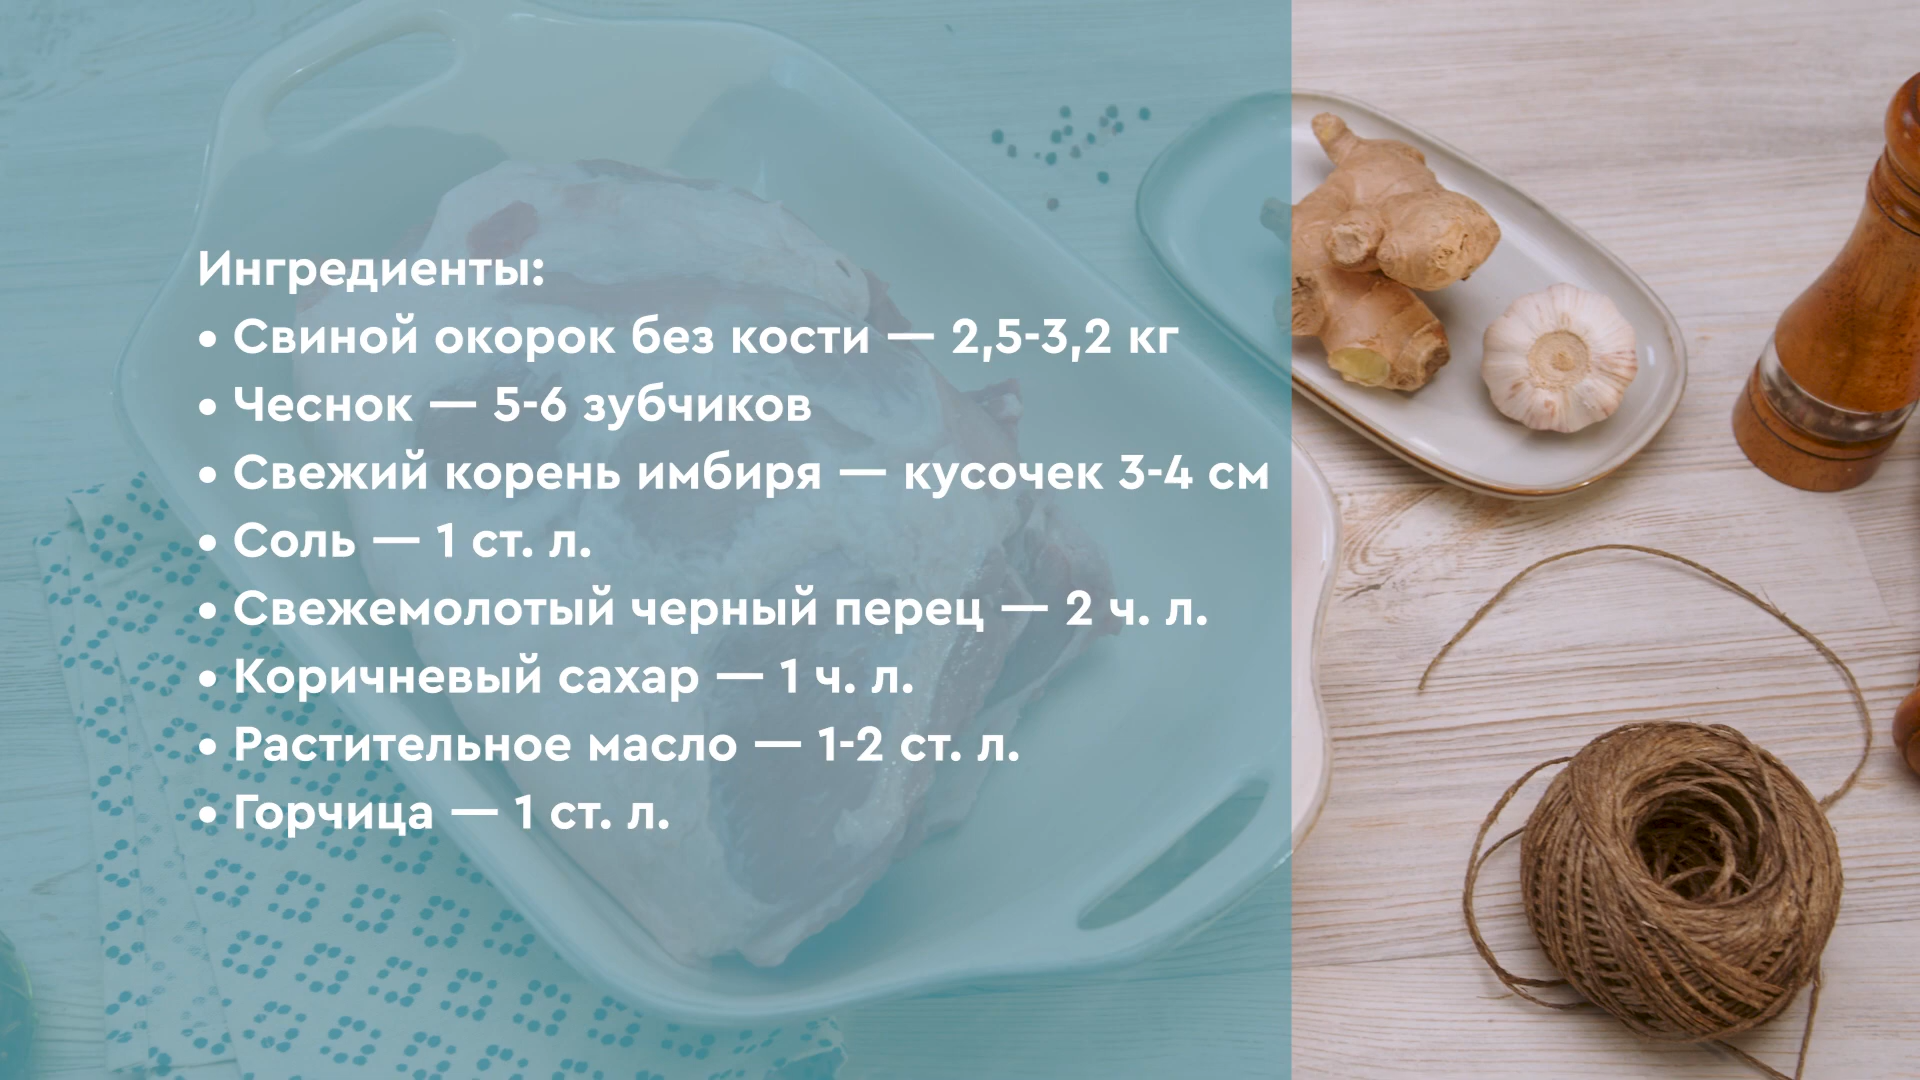 Ингредиенты:
• Свиной окорок без кости — 2,5-3,2 кг
• Чеснок — 5-6 зубчиков
• Свежий корень имбиря — кусочек 3-4 см
• Соль — 1 ст. л.
• Свежемолотый черный перец — 2 ч. л.
• Коричневый сахар — 1 ч. л.
• Растительное масло — 1-2 ст. л.
• Горчица — 1 ст. л.